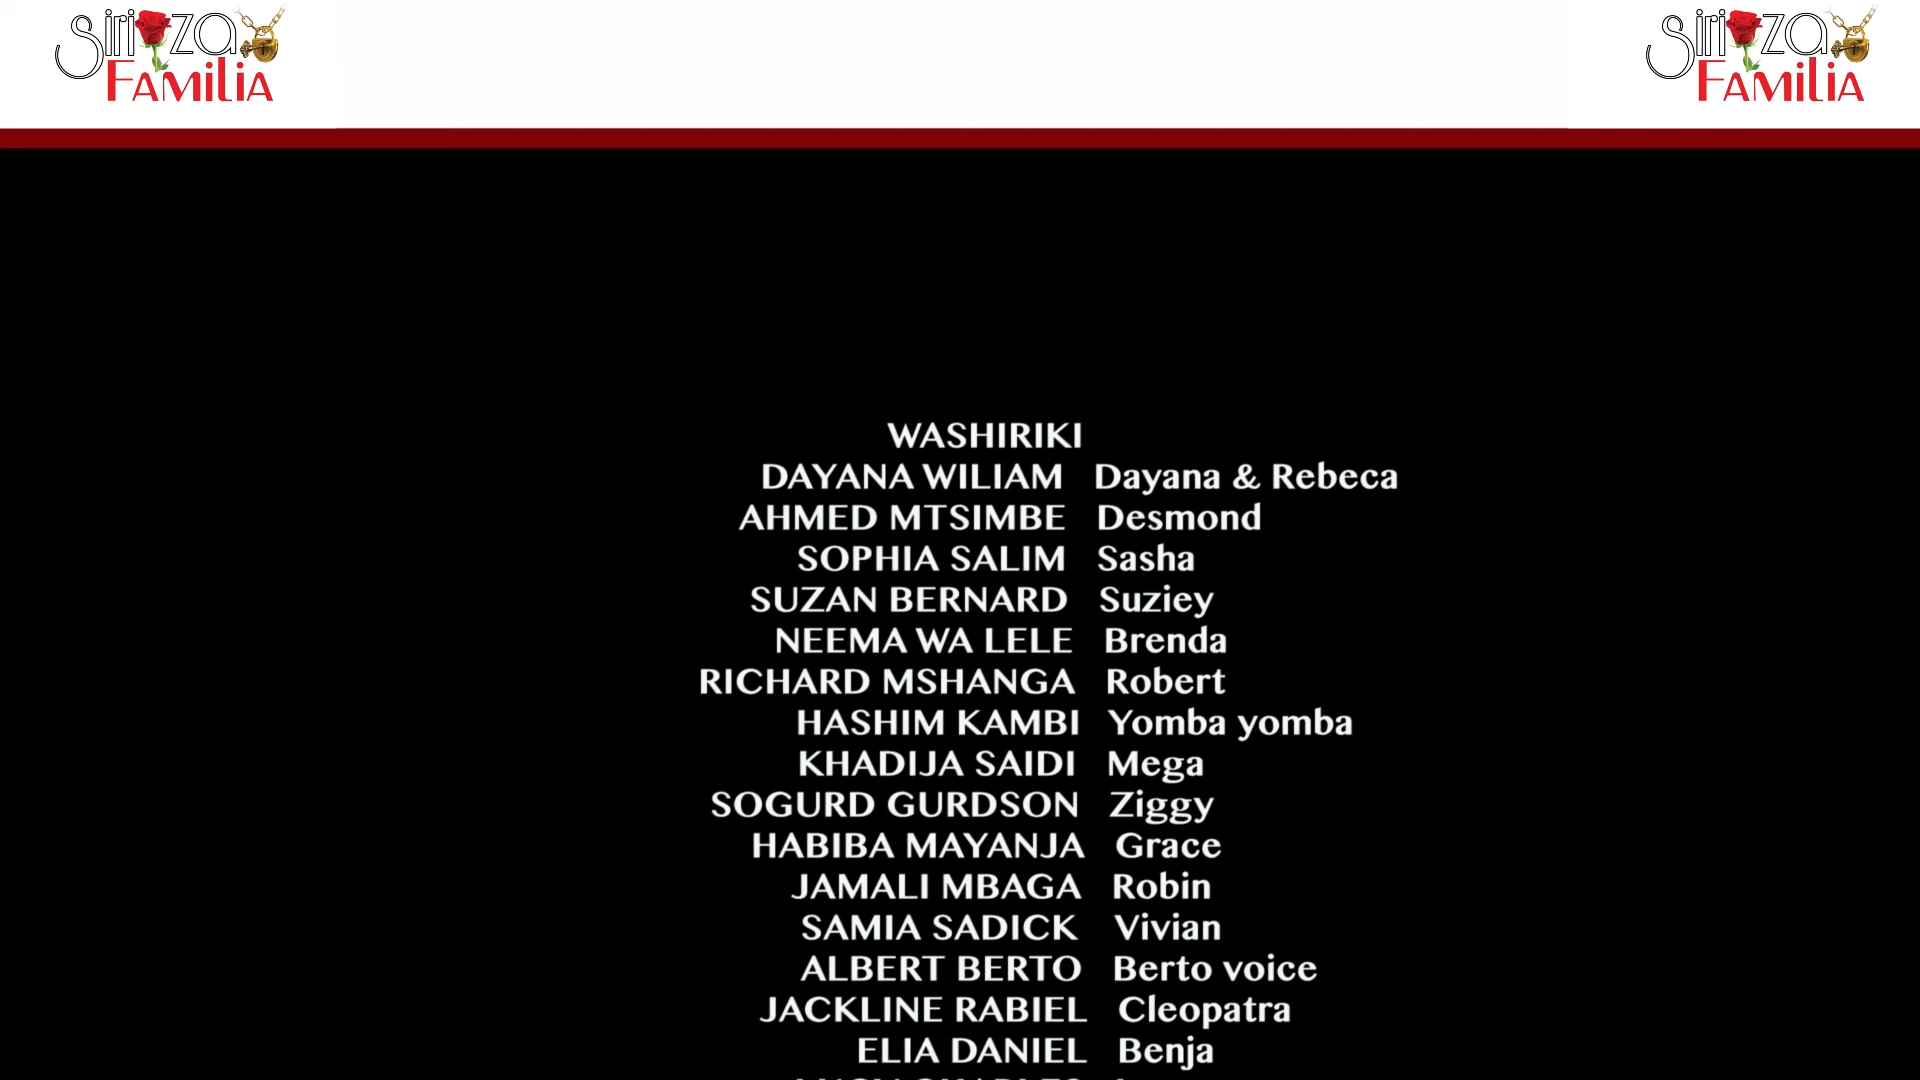 Siri za Familia
Siri za Familia
WASHIRIKI
DAYANA WILIAM Dayana & Rebeca
AHMED MTSIMBE Desmond
SOPHIA SALIM Sasha
SUZAN BERNARD Suziey
NEEMA WA LELE Brenda
RICHARD MSHANGA Robert
HASHIM KAMBI Yomba yomba
KHADIJA SAIDI Mega
SOGURD GURDSON Ziggy
HABIBA MAYANJA Grace
JAMALI MBAGA Robin
SAMIA SADICK Vivian
ALBERT BERTO Berto voice
JACKLINE RABIEL Cleopatra
ELIA DANIEL Benja